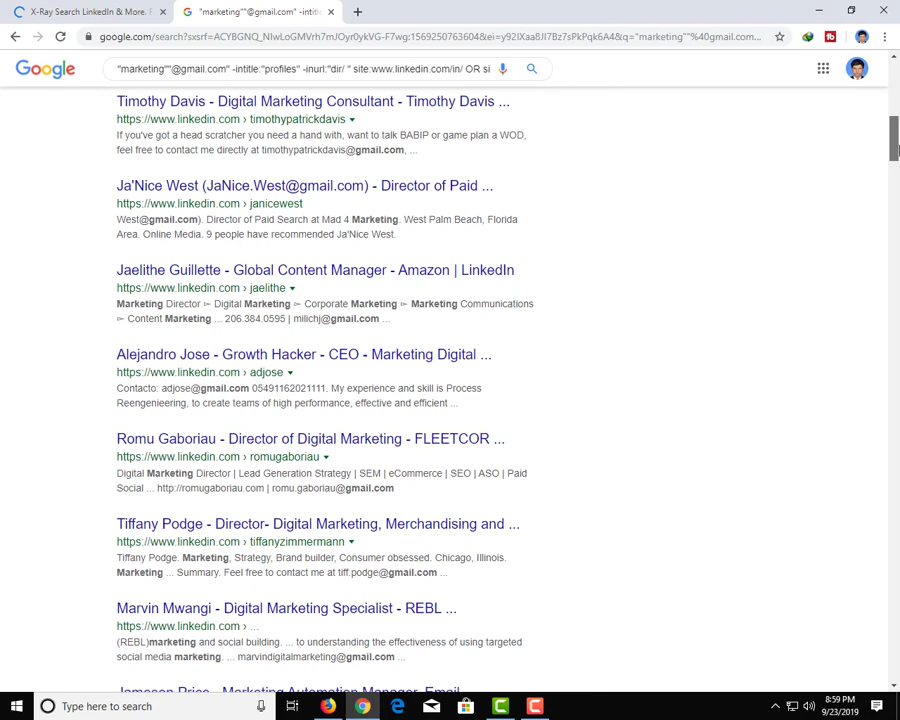 X-Ray Search LinkedIn & More.
"marketing""@gmail.com" -intitle
google.com/search?sxsrf=ACYBGNQ_NIwLoGMVrh7mJOyr0ykVG-F7wg:1569250763604&ei=y92IXaa8JI7Bz7sPkPqk6A4&q="marketing""%40gmail.com...
Google
"marketing""@gmail.com" -intitle:"profiles" -inurl:"dir/ " site:www.linkedin.com/in/ OR si
Timothy Davis - Digital Marketing Consultant - Timothy Davis ...
https://www.linkedin.com › timothypatrickdavis
If you've got a head scratcher you need a hand with, want to talk BABIP or game plan a WOD,
feel free to contact me directly at timothypatrickdavis@gmail.com, ...
Ja'Nice West (JaNice.West@gmail.com) - Director of Paid ...
https://www.linkedin.com › janicewest
West@gmail.com). Director of Paid Search at Mad 4 Marketing. West Palm Beach, Florida
Area. Online Media. 9 people have recommended Ja'Nice West.
Jaelithe Guillette - Global Content Manager - Amazon | LinkedIn
https://www.linkedin.com › jaelithe
Marketing Director ⌲ Digital Marketing ⌲ Corporate Marketing ⌲ Marketing Communications
⌲ Content Marketing ... 206.384.0595 | milichj@gmail.com ...
Alejandro Jose - Growth Hacker - CEO - Marketing Digital ...
https://www.linkedin.com › adjose
Contacto: adjose@gmail.com 05491162021111. My experience and skill is Process
Reengenieering, to create teams of high performance, effective and efficient ...
Romu Gaboriau - Director of Digital Marketing - FLEETCOR ...
https://www.linkedin.com › romugaboriau
Digital Marketing Director | Lead Generation Strategy | SEM | eCommerce | SEO | ASO | Paid
Social ... http://romugaboriau.com | romu.gaboriau@gmail.com
Tiffany Podge - Director- Digital Marketing, Merchandising and ...
https://www.linkedin.com › tiffanyzimmermann
Tiffany Podge. Marketing, Strategy, Brand builder, Consumer obsessed. Chicago, Illinois.
Marketing ... Summary. Feel free to contact me at tiff.podge@gmail.com ...
Marvin Mwangi - Digital Marketing Specialist - REBL ...
https://www.linkedin.com › ...
(REBL)marketing and social building. ... to understanding the effectiveness of using targeted
social media marketing. ... marvindigitalmarketing@gmail.com ...
Jameson Price - Marketing Automation Manager, Email
Type here to search
8:59 PM
9/23/2019